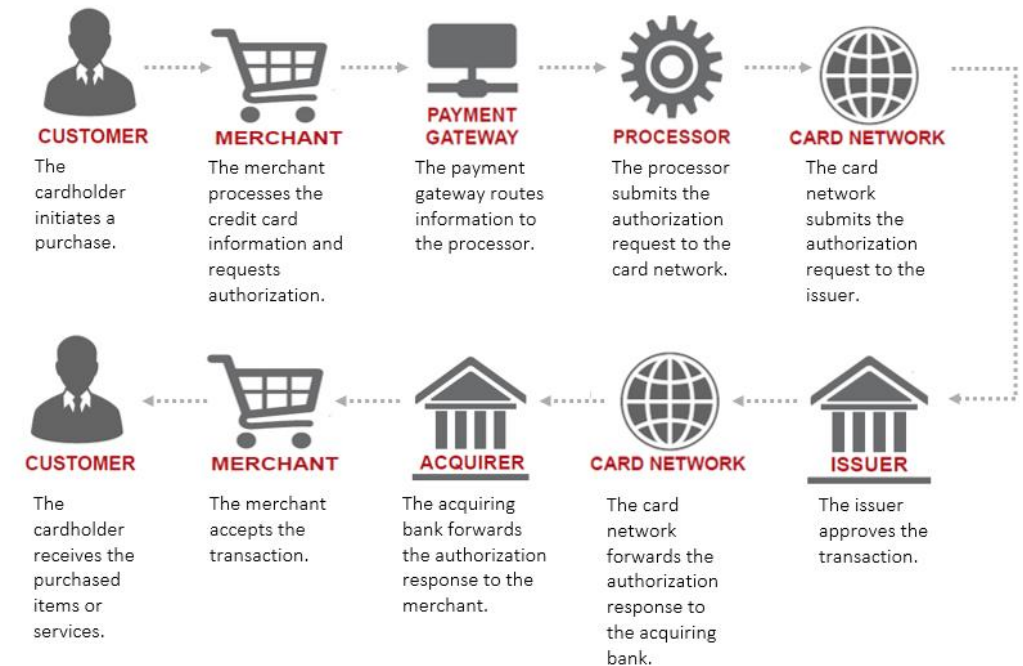 CUSTOMER
The
cardholder
initiates a
purchase.
MERCHANT
The merchant
processes the
credit card
information and
requests
authorization.
PAYMENT
GATEWAY
The payment
gateway routes
information to
the processor.
PROCESSOR
The processor
submits the
authorization
request to the
card network.
CARD NETWORK
The card
network
submits the
authorization
request to the
issuer.
CUSTOMER
The
cardholder
receives the
purchased
items or
services.
MERCHANT
The merchant
accepts the
transaction.
ACQUIRER
The acquiring
bank forwards
the authorization
response to the
merchant.
CARD NETWORK
The card
network
forwards the
authorization
response to
the acquiring
bank.
ISSUER
The issuer
approves the
transaction.